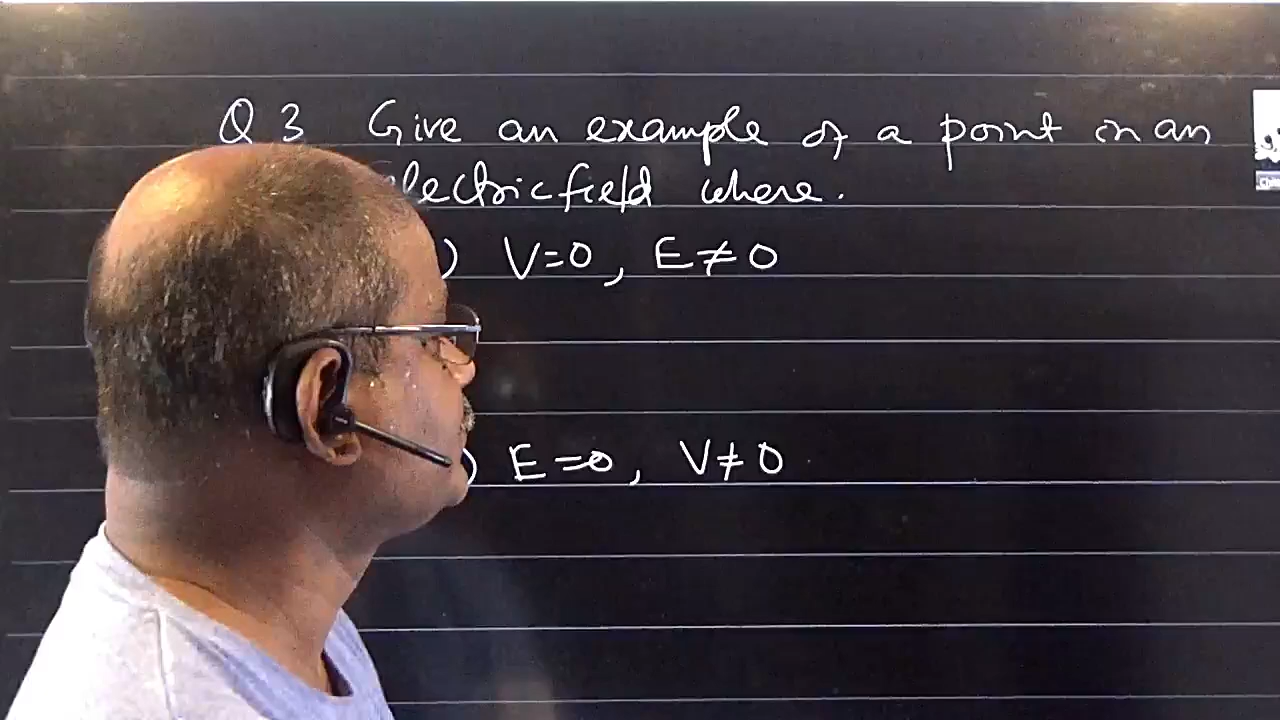 Q 3 Give an example of a point in an
electric field where.
) V=0, E≠0
) E=0, V≠0